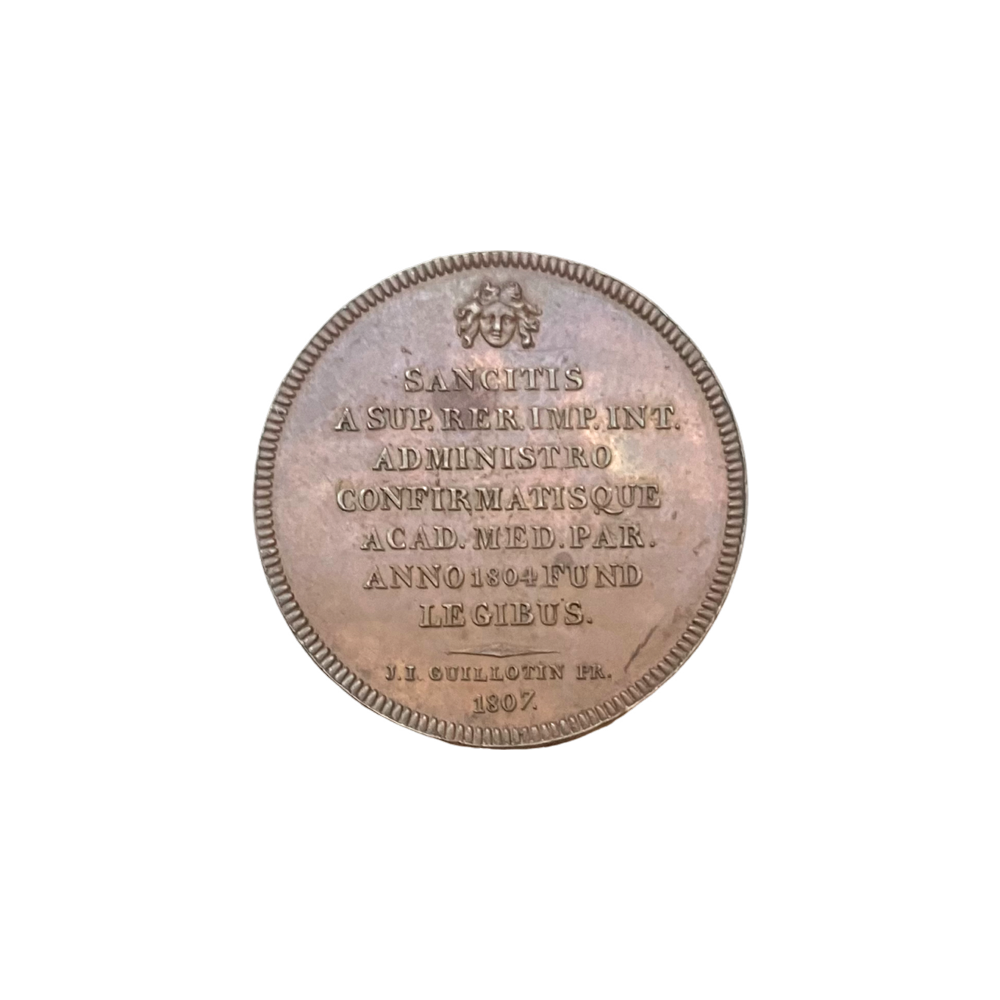 SANCITIS
A SUP. RER. IMP. INT.
ADMINISTRO
CONFIRMATISQUE
ACAD. MED. PAR.
ANNO 1804 FUND
LEGIBUS.
J. I. GUILLOTIN PR.
1807.